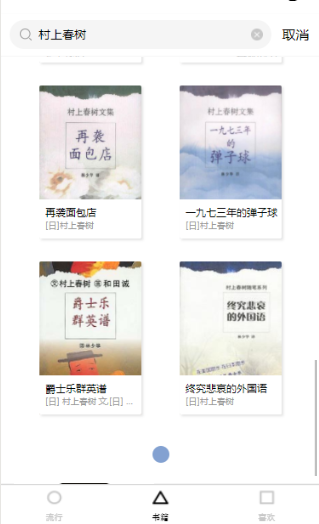 村上春树
取消
村上春树文集
再袭
面包店
村上春树文集
一九七三年
的
弹子球
再袭面包店
[日]村上春树
一九七三年的弹子球
[日]村上春树
村上春树 和田诚
爵士乐
群英谱
村上春树随笔系列
终究悲哀
的外国语
爵士乐群英谱
[日] 村上春树 文,[日] ...
终究悲哀的外国语
[日]村上春树
流行
书籍
喜欢